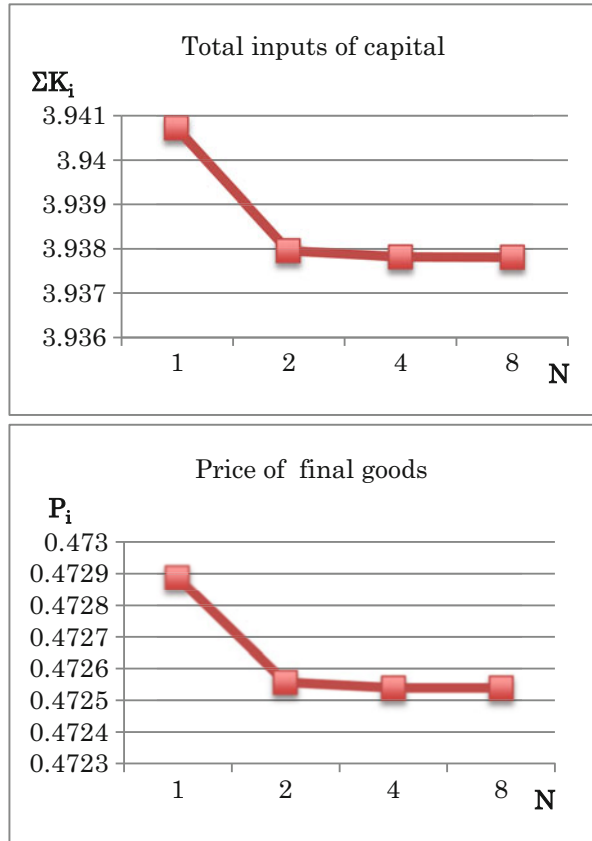 Total inputs of capital
ΣKi
3.941
3.94
3.939
3.938
3.937
3.936
1 2 4 8 N
Price of final goods
Pi
0.473
0.4729
0.4728
0.4727
0.4726
0.4725
0.4724
0.4723
1 2 4 8 N